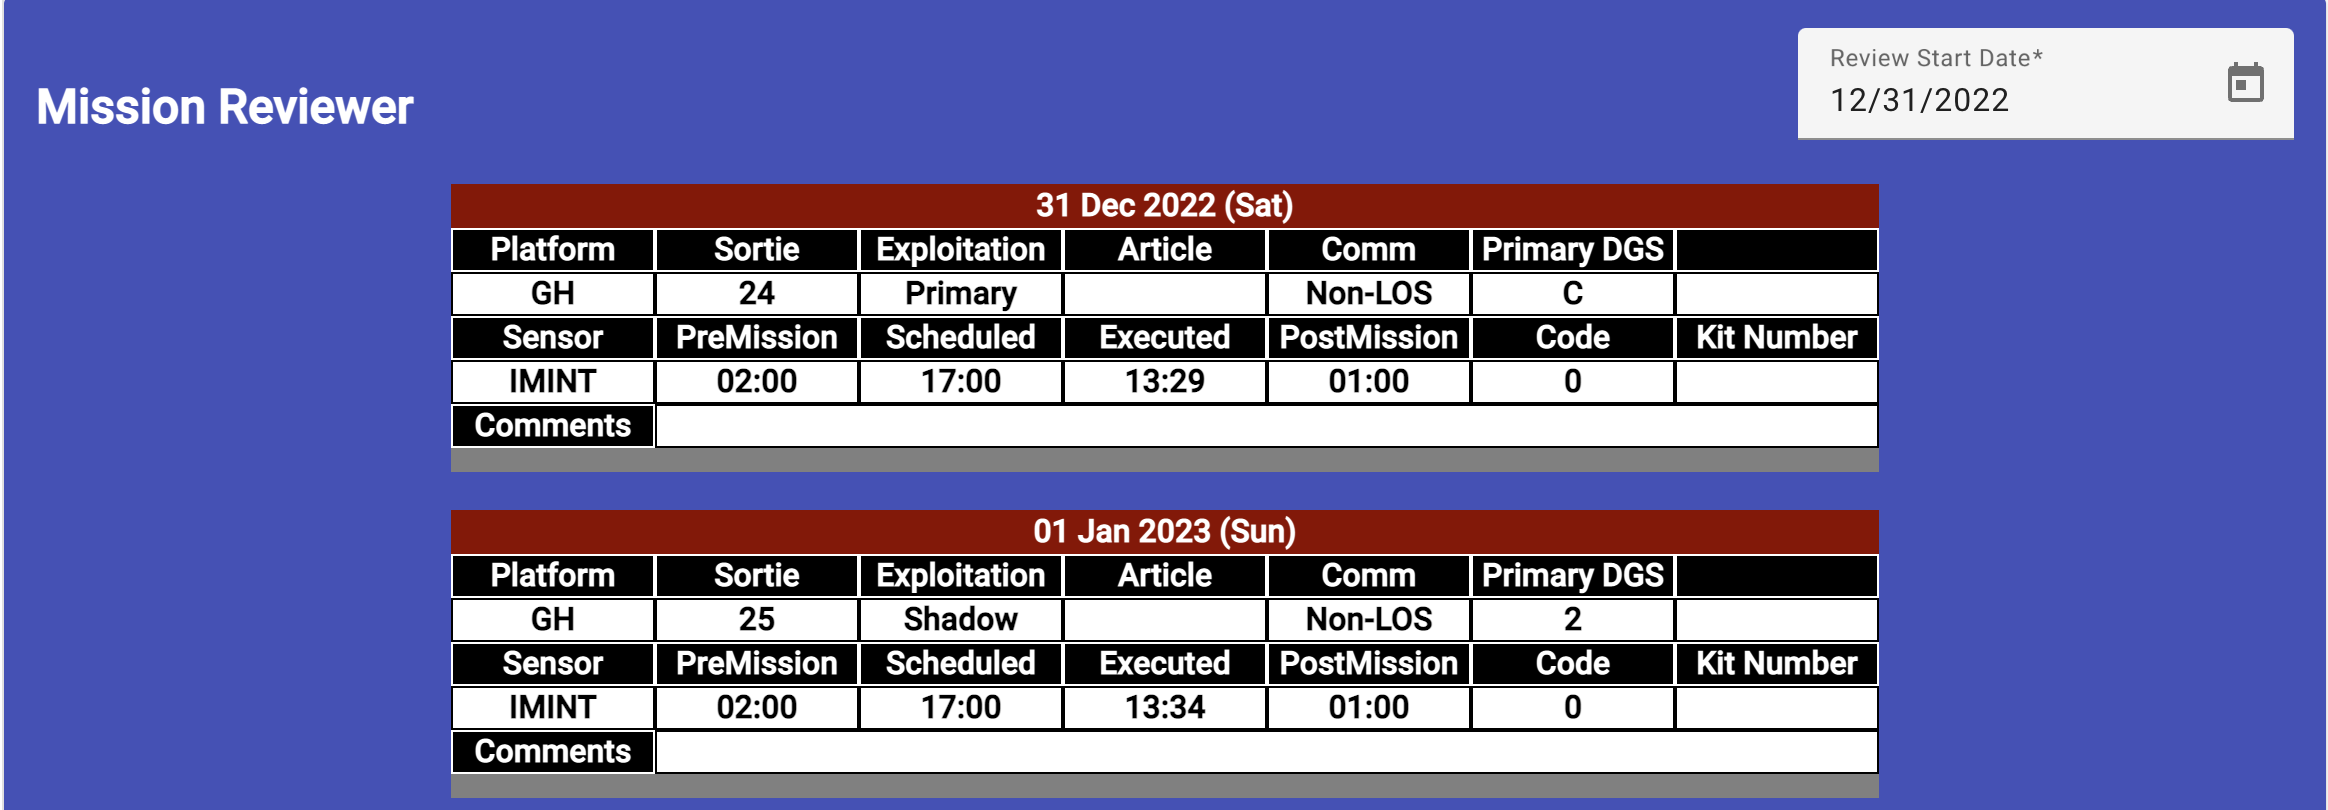 Review Start Date*
12/31/2022
Mission Reviewer
31 Dec 2022 (Sat)
Platform Sortie Exploitation Article Comm Primary DGS
GH 24 Primary Non-LOS C
Sensor PreMission Scheduled Executed PostMission Code Kit Number
IMINT 02:00 17:00 13:29 01:00 0
Comments
01 Jan 2023 (Sun)
Platform Sortie Exploitation Article Comm Primary DGS
GH 25 Shadow Non-LOS 2
Sensor PreMission Scheduled Executed PostMission Code Kit Number
IMINT 02:00 17:00 13:34 01:00 0
Comments